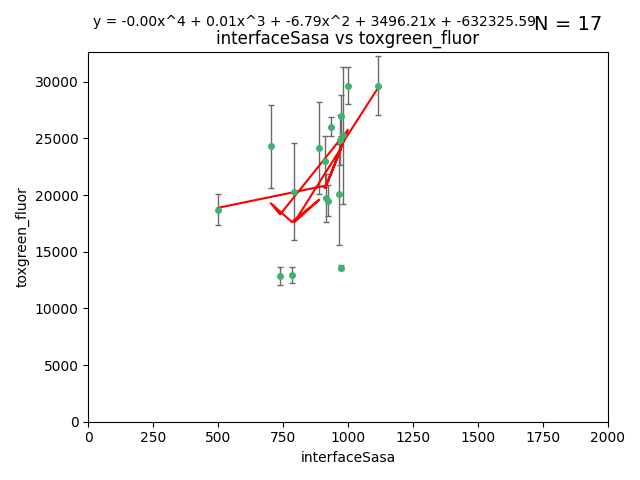 y = -0.00x^4 + 0.01x^3 + -6.79x^2 + 3496.21x + -632325.59
N = 17
interfaceSasa vs toxgreen_fluor
30000
25000
20000
15000
10000
5000
0
toxgreen_fluor
0 250 500 750 1000 1250 1500 1750 2000
interfaceSasa